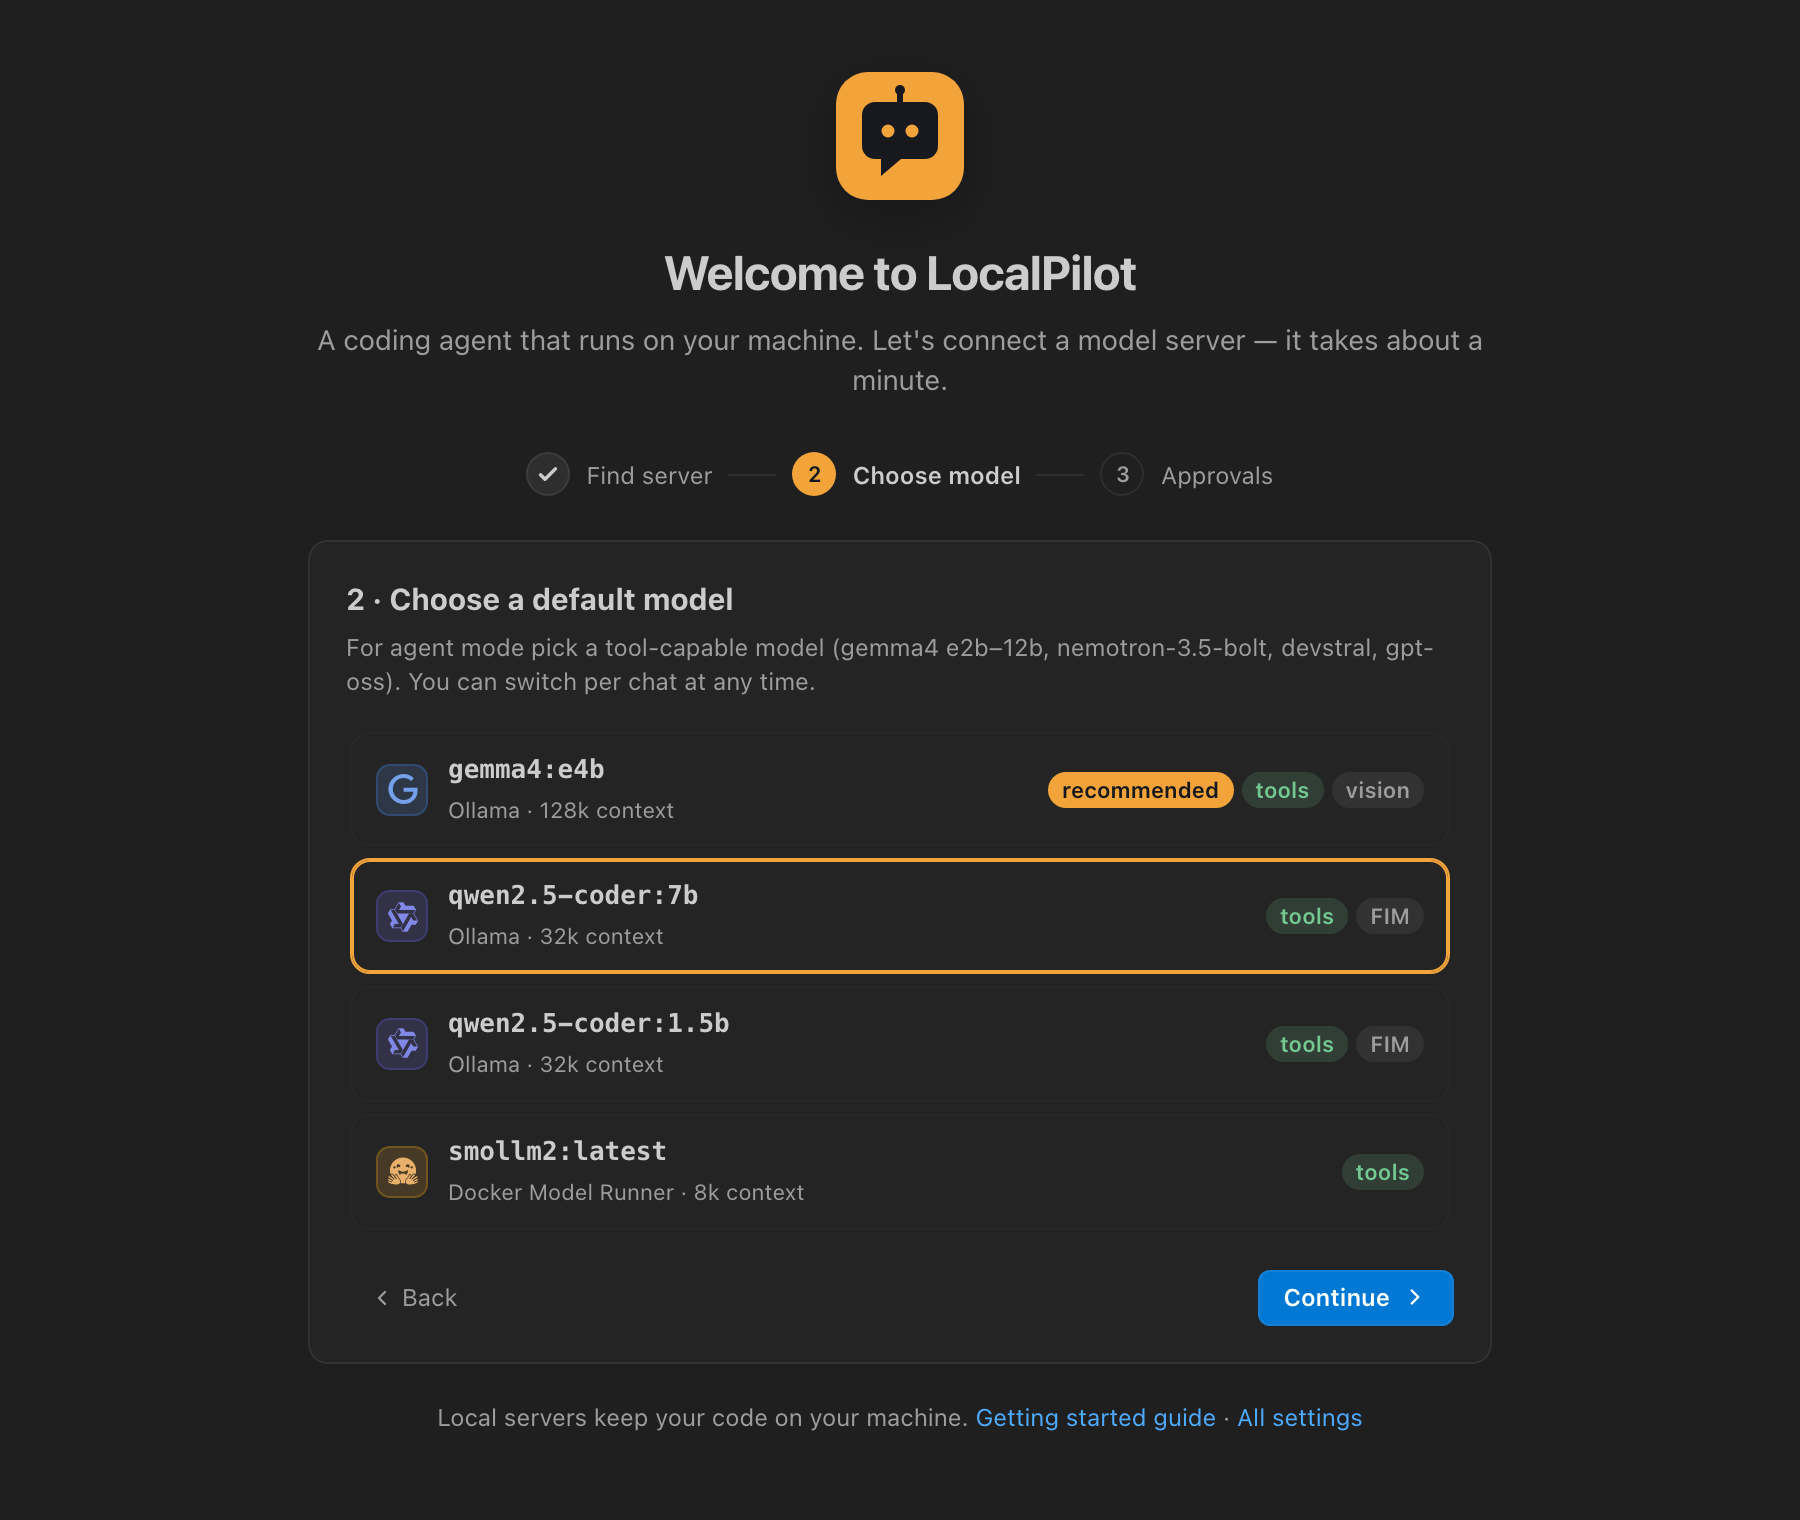 Welcome to LocalPilot
A coding agent that runs on your machine. Let's connect a model server — it takes about a
minute.
Find server
2 Choose model
3 Approvals
2 · Choose a default model
For agent mode pick a tool-capable model (gemma4 e2b–12b, nemotron-3.5-bolt, devstral, gpt-
oss). You can switch per chat at any time.
gemma4:e4b
Ollama · 128k context
recommended tools vision
qwen2.5-coder:7b
Ollama · 32k context
tools FIM
qwen2.5-coder:1.5b
Ollama · 32k context
tools FIM
smollm2:latest
Docker Model Runner · 8k context
tools
Back
Continue
Local servers keep your code on your machine. Getting started guide · All settings